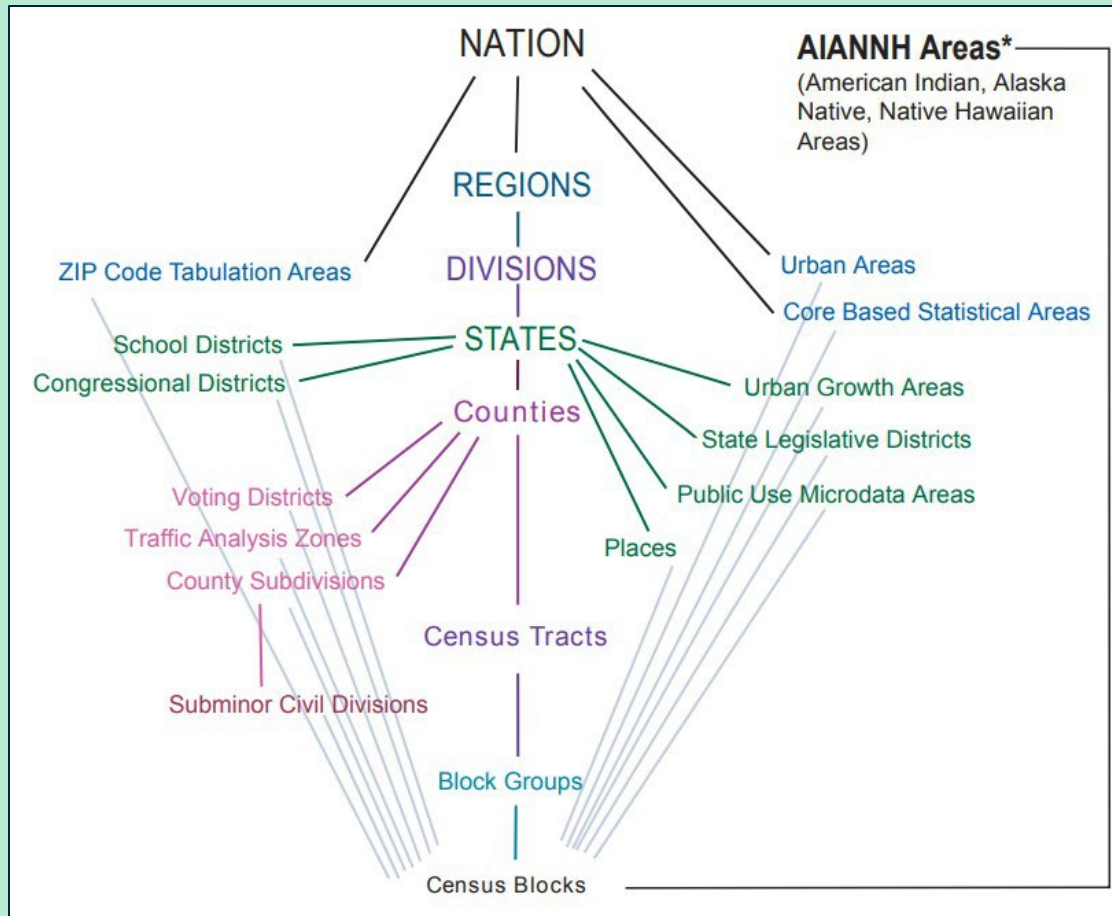 NATION
AIANNH Areas*
(American Indian, Alaska
Native, Native Hawaiian
Areas)
REGIONS
ZIP Code Tabulation Areas
DIVISIONS
Urban Areas
Core Based Statistical Areas
School Districts
STATES
Congressional Districts
Urban Growth Areas
Counties
State Legislative Districts
Voting Districts
Public Use Microdata Areas
Traffic Analysis Zones
Places
County Subdivisions
Census Tracts
Subminor Civil Divisions
Block Groups
Census Blocks